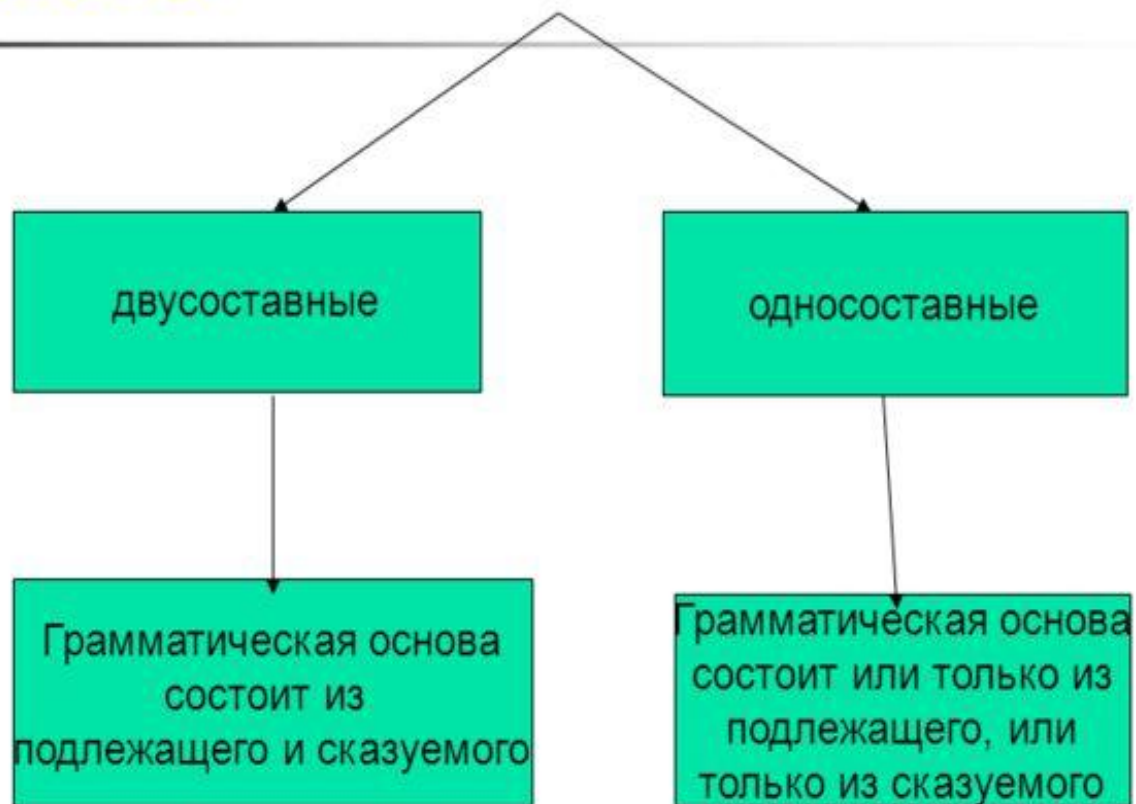 двусоставные
односоставные
Грамматическая основа
состоит из
подлежащего и сказуемого
Грамматическая основа
состоит или только из
подлежащего, или
только из сказуемого